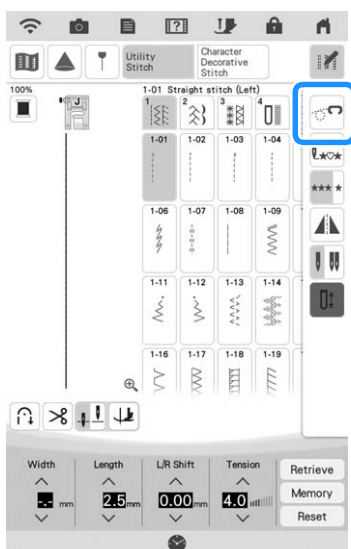 Utility
Stitch
Character
Decorative
Stitch
100%
1-01 Straight stitch (Left)
J
1 2 3 4
1-01 1-02 1-03 1-04
1-06 1-07 1-08 1-09
1-11 1-12 1-13 1-14
1-16 1-17 1-18 1-19
Width Length L/R Shift Tension
Retrieve
-.- mm 2.5 mm 0.00 mm 4.0
Memory
Reset